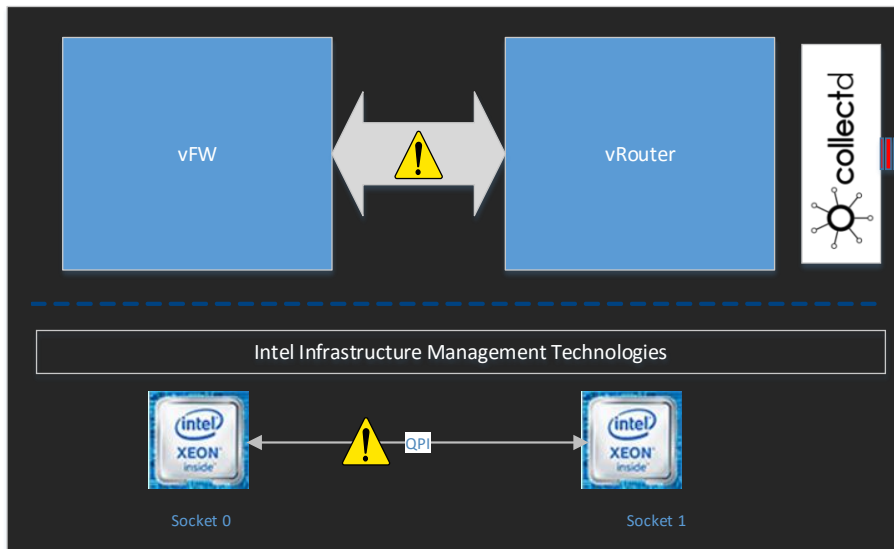 vFW
vRouter
collectd
Intel Infrastructure Management Technologies
intel
XEON
inside
QPI
intel
XEON
inside
Socket 0
Socket 1